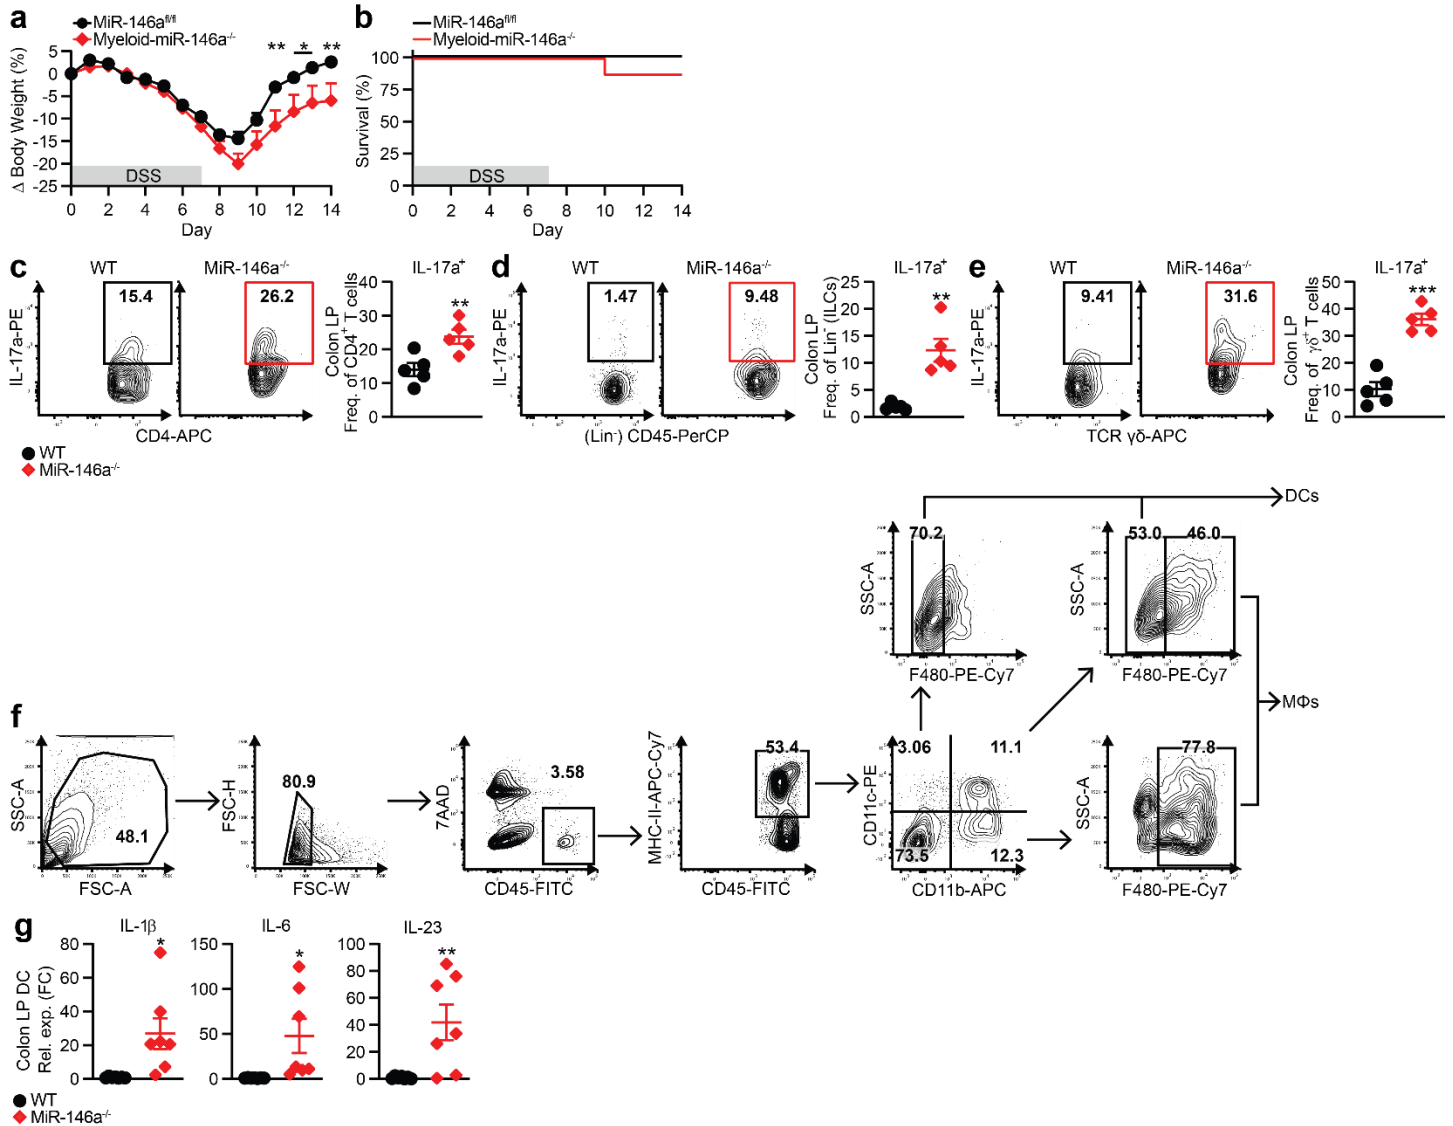 a
MiR-146afl/fl
Myeloid-miR-146a-/-
** * **
Δ Body Weight (%)
5
0
-5
-10
-15
-20
-25
DSS
0 2 4 6 8 10 12 14
Day
b
MiR-146afl/fl
Myeloid-miR-146a-/-
Survival (%)
100
75
50
25
0
DSS
0 2 4 6 8 10 12 14
Day
c
WT
MiR-146a-/-
15.4
26.2
IL-17a-PE
CD4-APC
IL-17a+
Colon LP
Freq. of CD4+ T cells
40
30
20
10
0
**
WT
MiR-146a-/-
d
WT
MiR-146a-/-
1.47
9.48
IL-17a-PE
(Lin-) CD45-PerCP
IL-17a+
Colon LP
Freq. of Lin- (ILCs)
25
20
15
10
5
0
**
e
WT
MiR-146a-/-
9.41
31.6
IL-17a-PE
TCR γδ-APC
IL-17a+
Colon LP
Freq. of γδ+ T cells
50
40
30
20
10
0
***
DCs
70.2
SSC-A
F480-PE-Cy7
53.0 46.0
SSC-A
F480-PE-Cy7
MΦs
f
SSC-A
48.1
FSC-A
FSC-H
80.9
FSC-W
7AAD
3.58
CD45-FITC
MHC-II-APC-Cy7
53.4
CD45-FITC
CD11c-PE
3.06 11.1
73.5 12.3
CD11b-APC
SSC-A
77.8
F480-PE-Cy7
g
IL-1β
Colon LP DC
Rel. exp. (FC)
80
60
40
20
0
*
IL-6
150
100
50
0
*
IL-23
100
80
60
40
20
0
**
WT
MiR-146a-/-